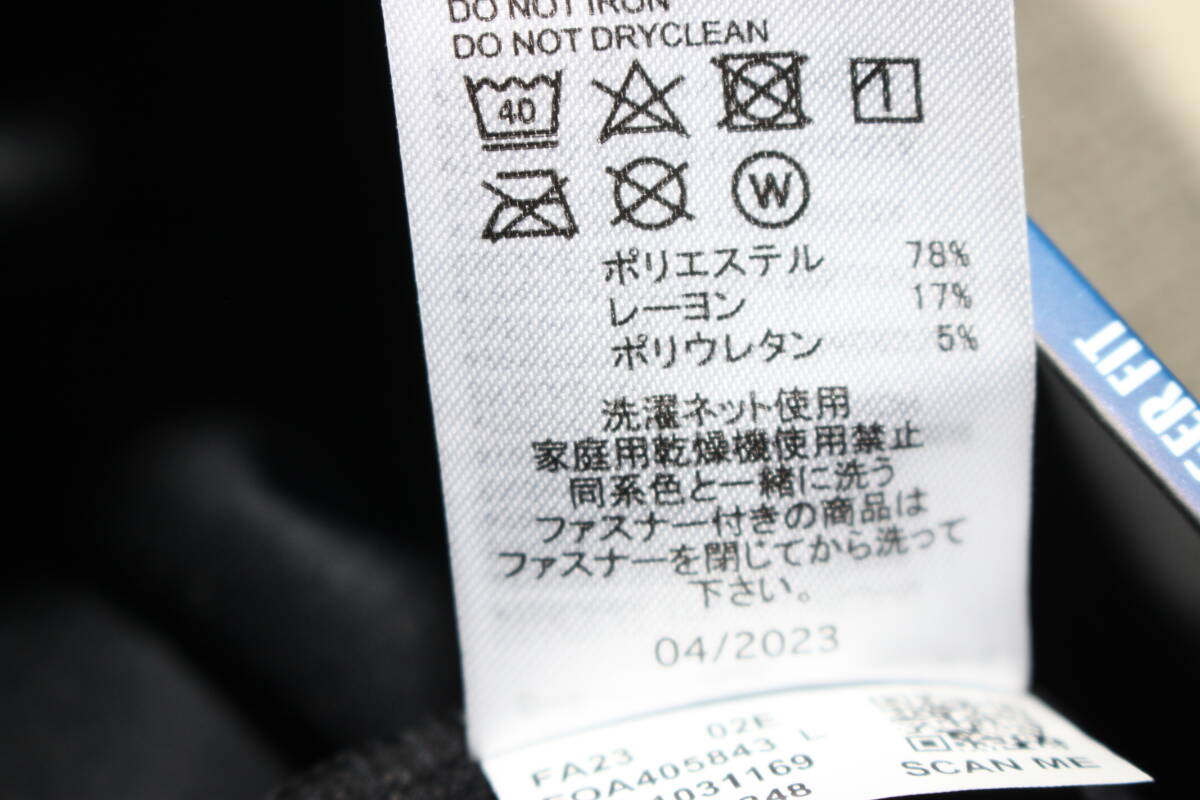 DO NOT IRON
DO NOT DRYCLEAN
40
W
ポリエステル 78%
レーヨン 17%
ポリウレタン 5%
洗濯ネット使用
家庭用乾燥機使用禁止
同系色と一緒に洗う
ファスナー付きの商品は
ファスナーを閉じてから洗って
下さい。
04/2023
FA23 02E
FOA405843 L
1031169
248
SCAN ME
FIT